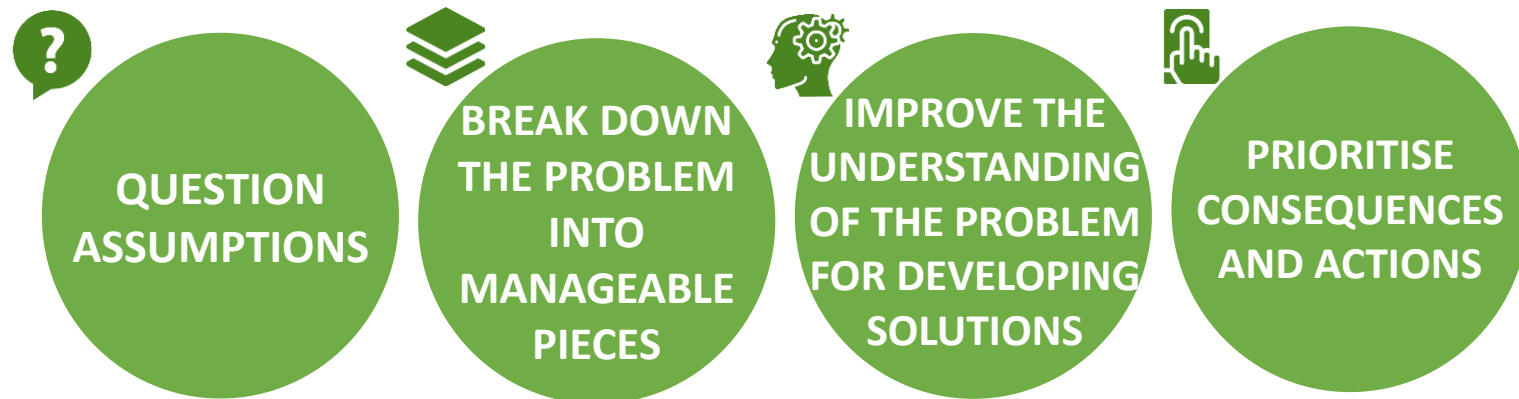 ?
QUESTION
ASSUMPTIONS
BREAK DOWN
THE PROBLEM
INTO
MANAGEABLE
PIECES
IMPROVE THE
UNDERSTANDING
OF THE PROBLEM
FOR DEVELOPING
SOLUTIONS
PRIORITISE
CONSEQUENCES
AND ACTIONS